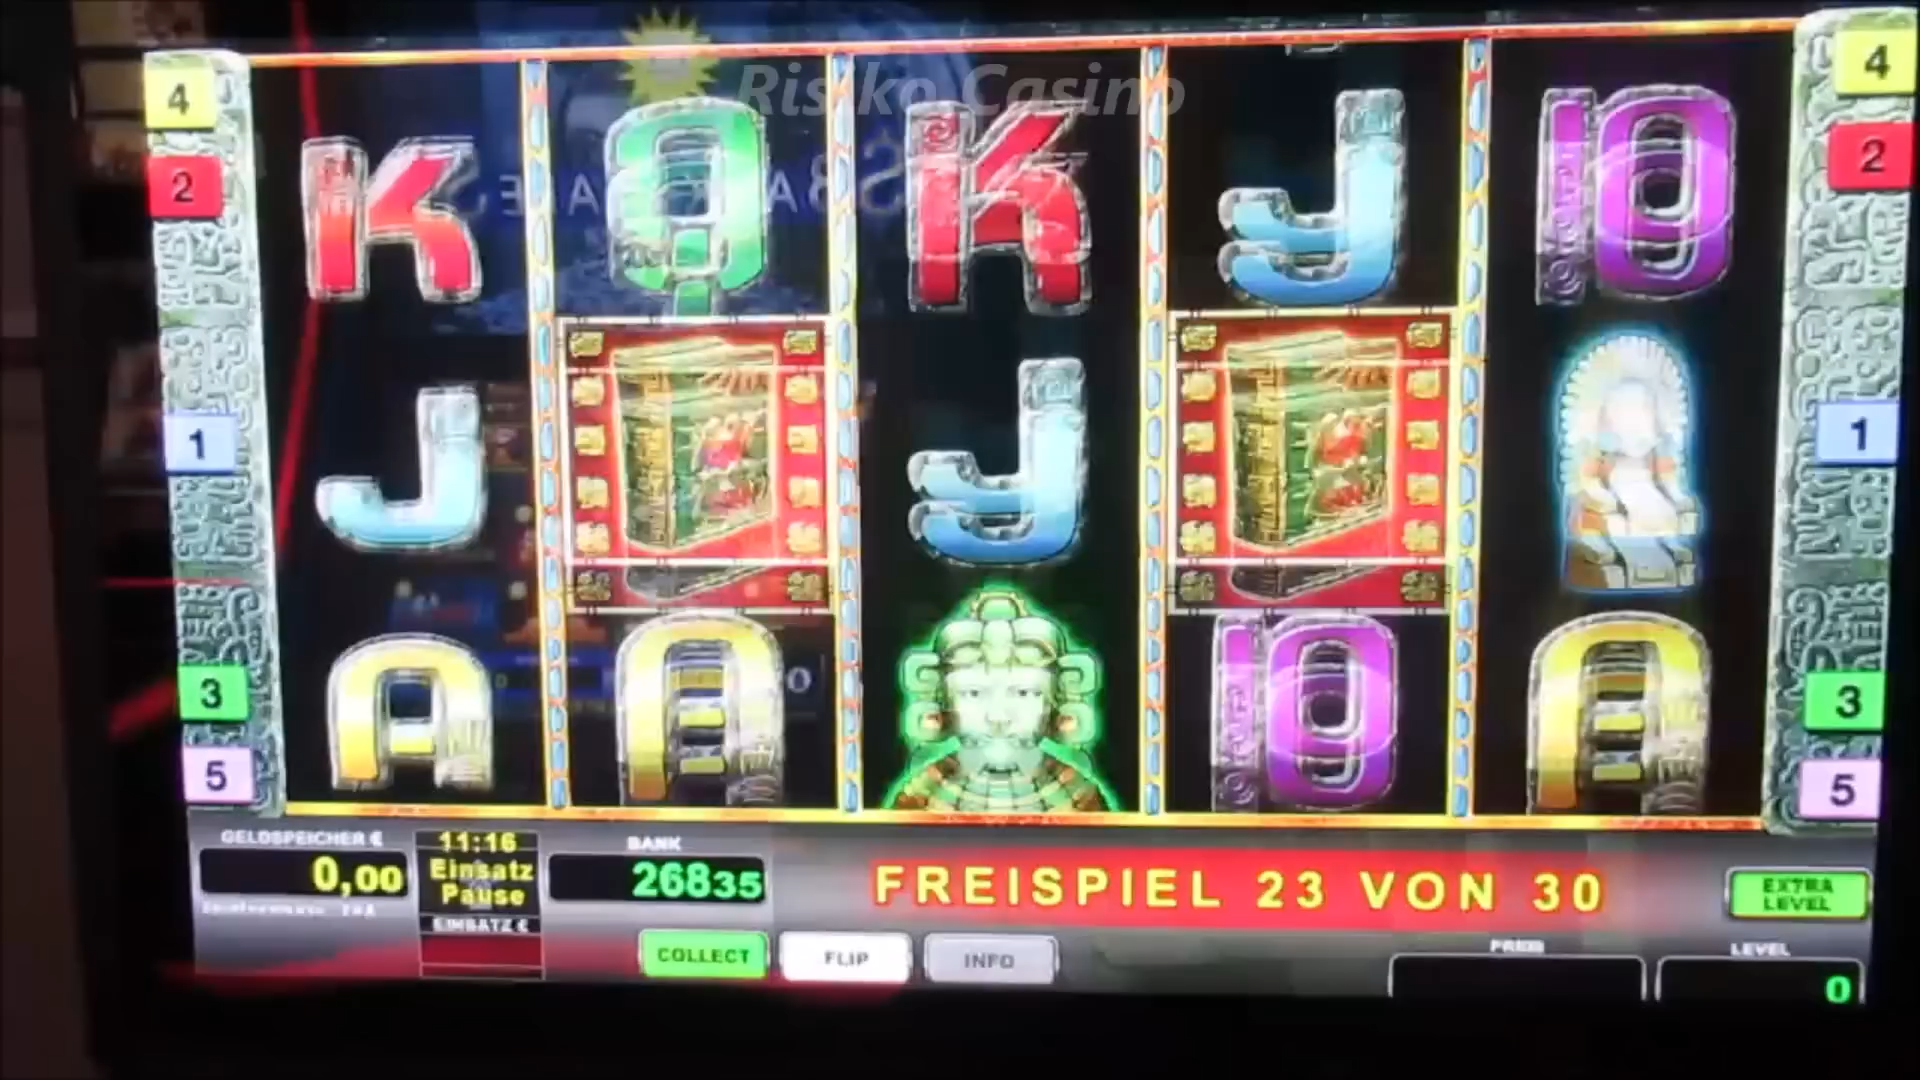 Risiko Casino
4 4
K Q K J 10
2 2
J J
1 1
A A 10 A
3 3
5 5
GELDSPEICHER €
0,00
11:16
Einsatz
Pause
EINSATZ €
BANK
26835
FREISPIEL 23 VON 30
EXTRA
LEVEL
COLLECT FLIP INFO
PREIS
LEVEL
0